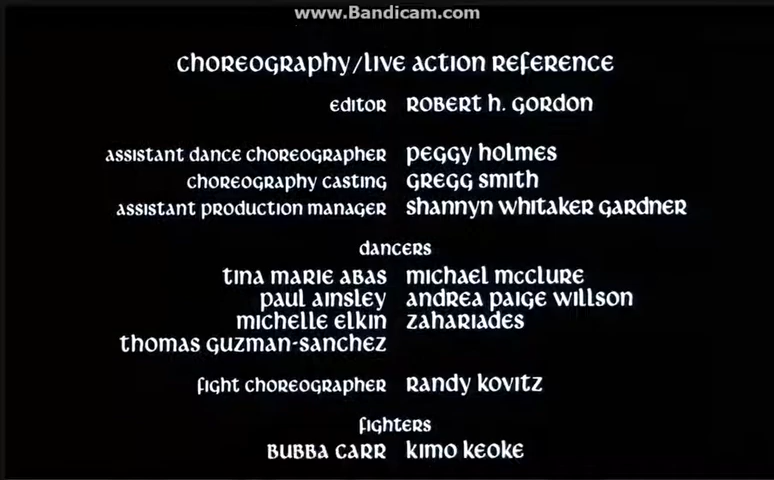 www.Bandicam.com
choreography/live action reference
editor Robert h. Gordon
assistant dance choreographer Peggy holmes
choreography casting Gregg smith
assistant production manager shannyn whitaker gardner
dancers
tina marie abas michael mcclure
paul ainsley andrea paige willson
michelle elkin zahariades
thomas guzman-sanchez
fight choreographer Randy kovitz
fighters
Bubba Carr kimo keoke